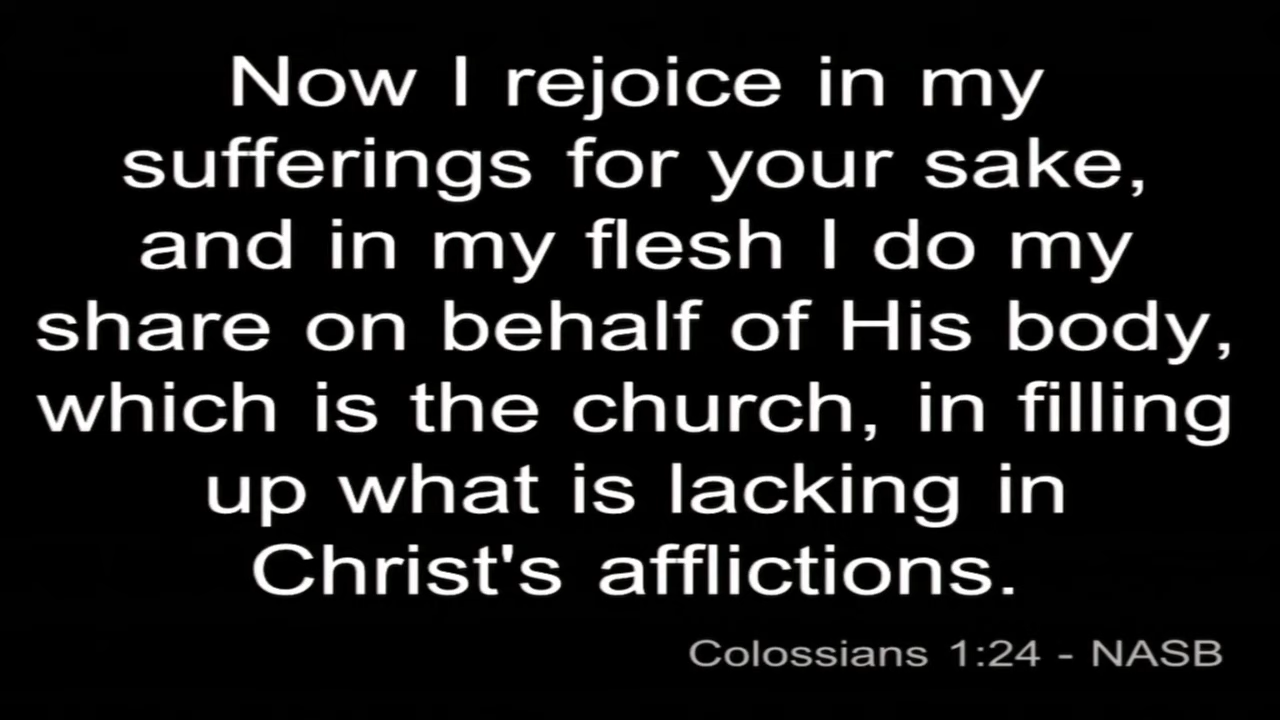 Now I rejoice in my
sufferings for your sake,
and in my flesh I do my
share on behalf of His body,
which is the church, in filling
up what is lacking in
Christ's afflictions.
Colossians 1:24 - NASB